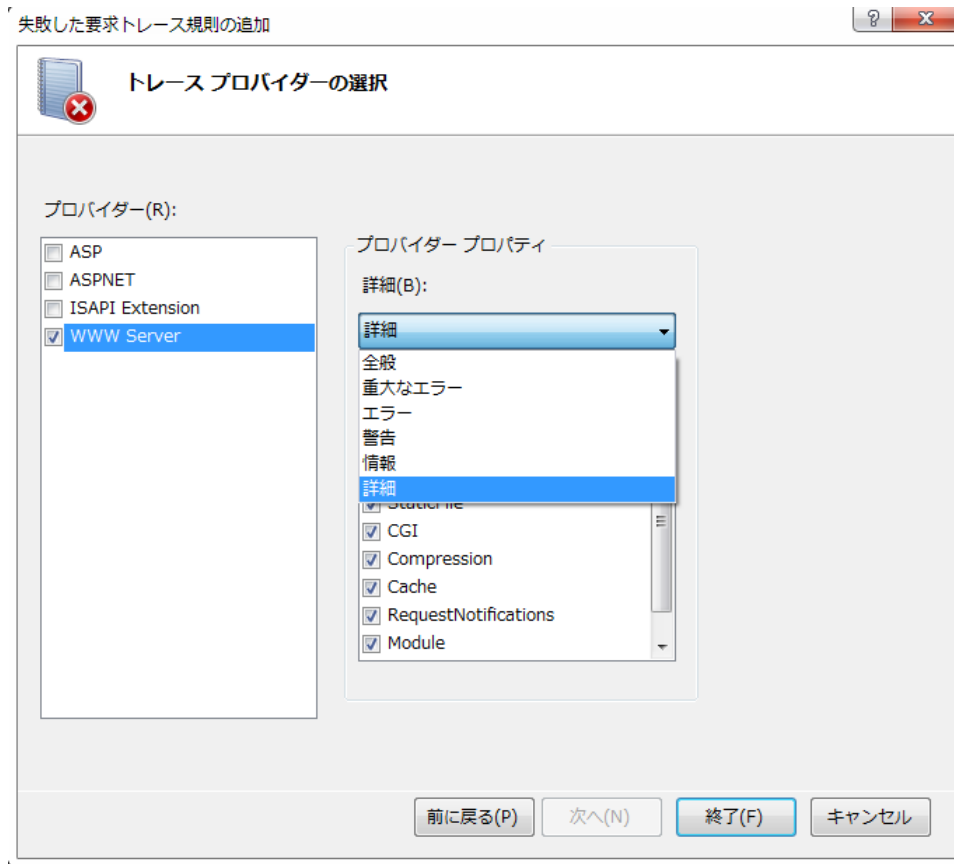 失敗した要求トレース規則の追加
トレース プロバイダーの選択
プロバイダー(R):
ASP
ASPNET
ISAPI Extension
WWW Server
プロバイダー プロパティ
詳細(B):
詳細
全般
重大なエラー
エラー
警告
情報
詳細
StaticFile
CGI
Compression
Cache
RequestNotifications
Module
前に戻る(P)
次へ(N)
終了(F)
キャンセル